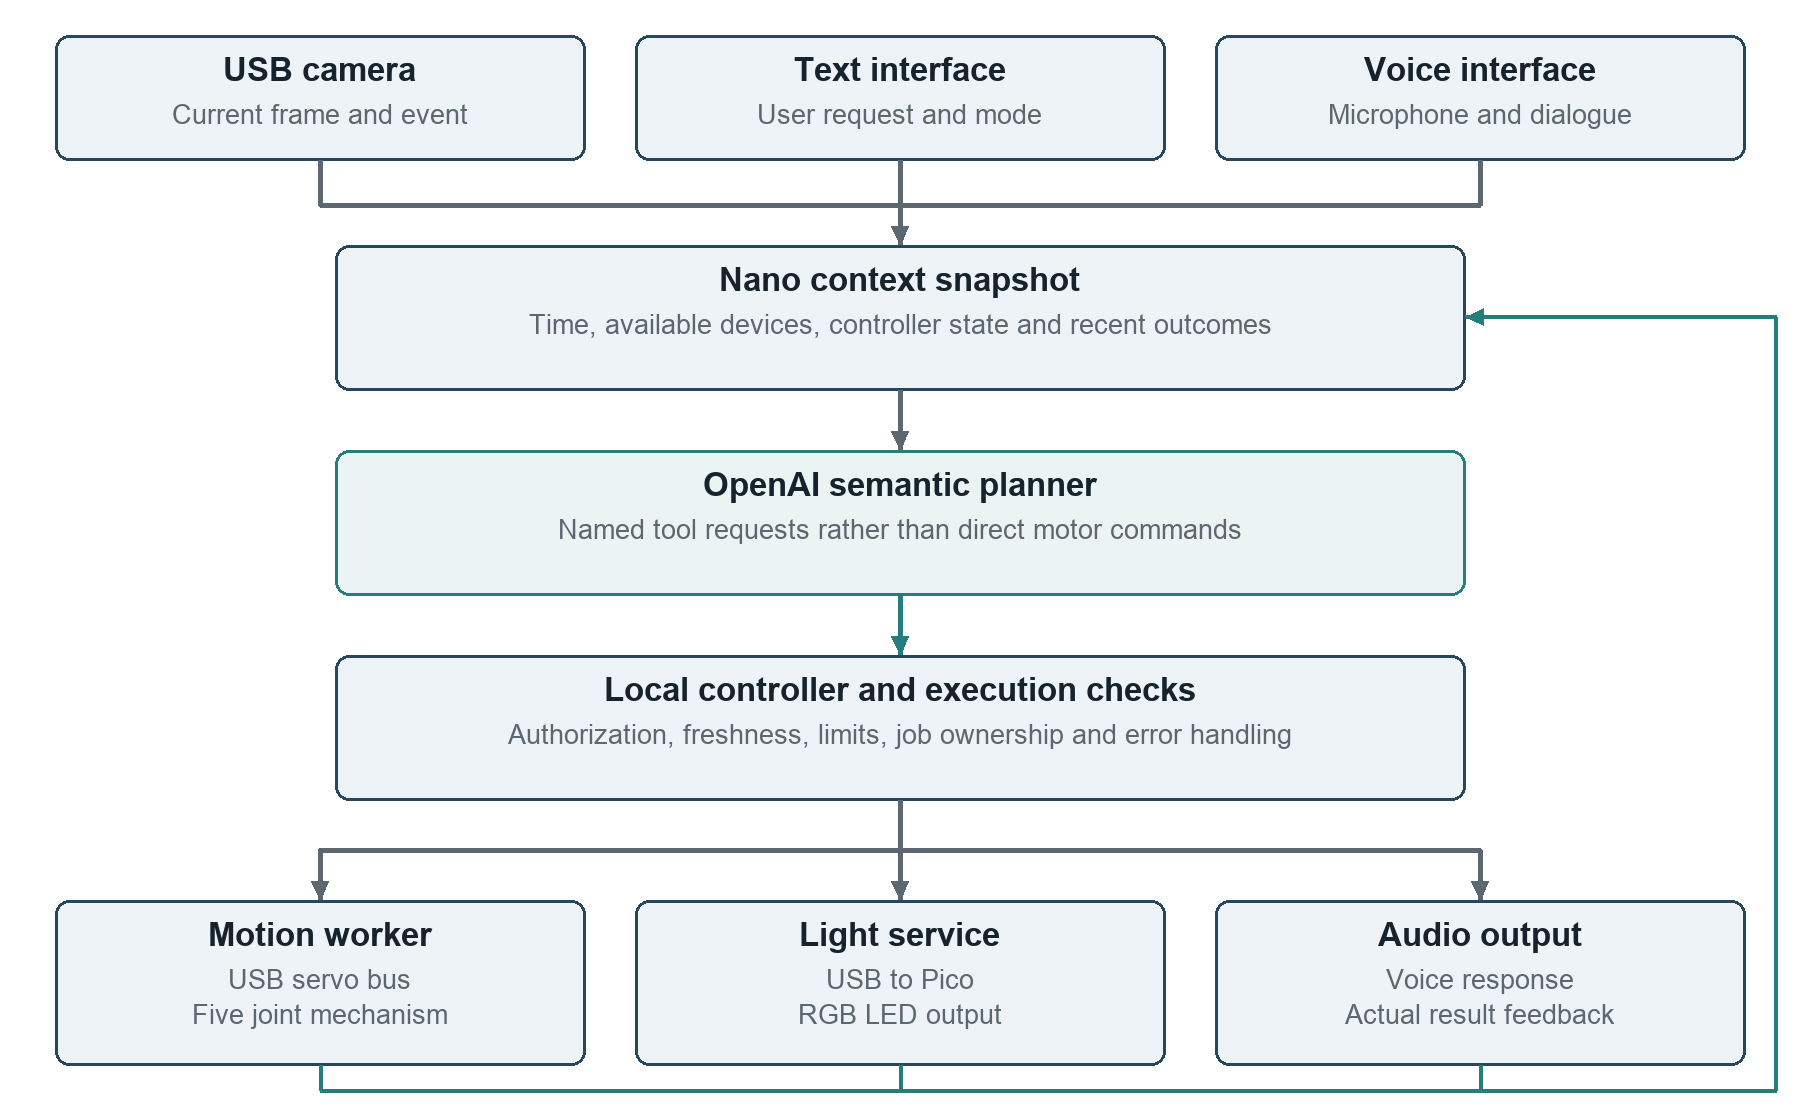 USB camera
Current frame and event
Text interface
User request and mode
Voice interface
Microphone and dialogue
Nano context snapshot
Time, available devices, controller state and recent outcomes
OpenAI semantic planner
Named tool requests rather than direct motor commands
Local controller and execution checks
Authorization, freshness, limits, job ownership and error handling
Motion worker
USB servo bus
Five joint mechanism
Light service
USB to Pico
RGB LED output
Audio output
Voice response
Actual result feedback